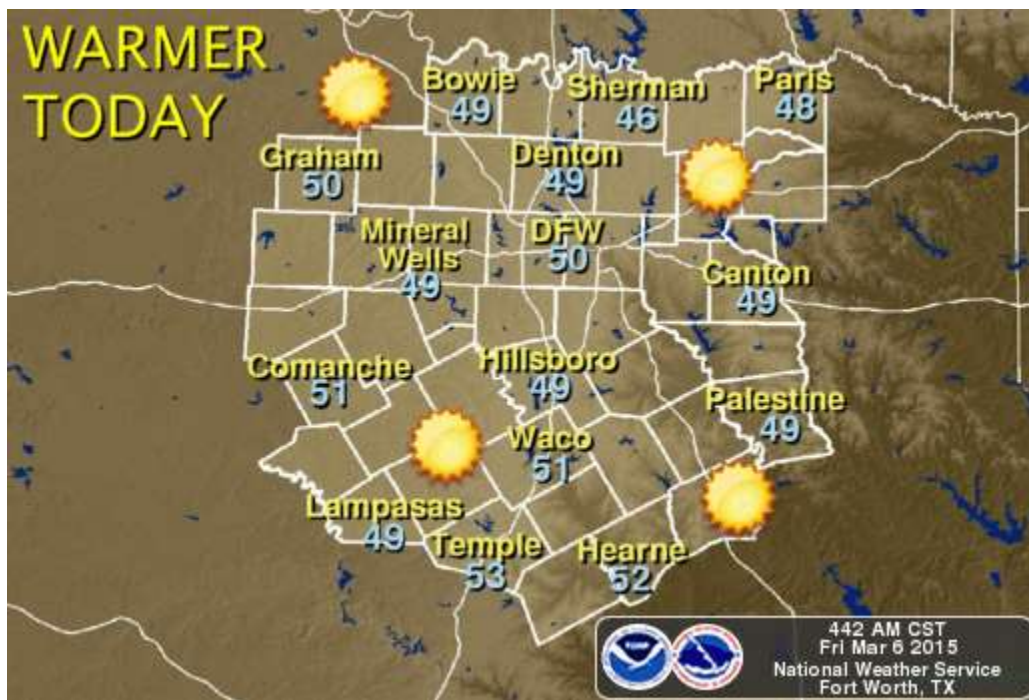 WARMER
TODAY
Bowie
49
Sherman
46
Paris
48
Graham
50
Denton
49
Mineral
Wells
49
DFW
50
Canton
49
Comanche
51
Hillsboro
49
Palestine
49
Waco
51
Lampasas
49
Temple
53
Hearne
52
442 AM CST
Fri Mar 6 2015
National Weather Service
Fort Worth, TX